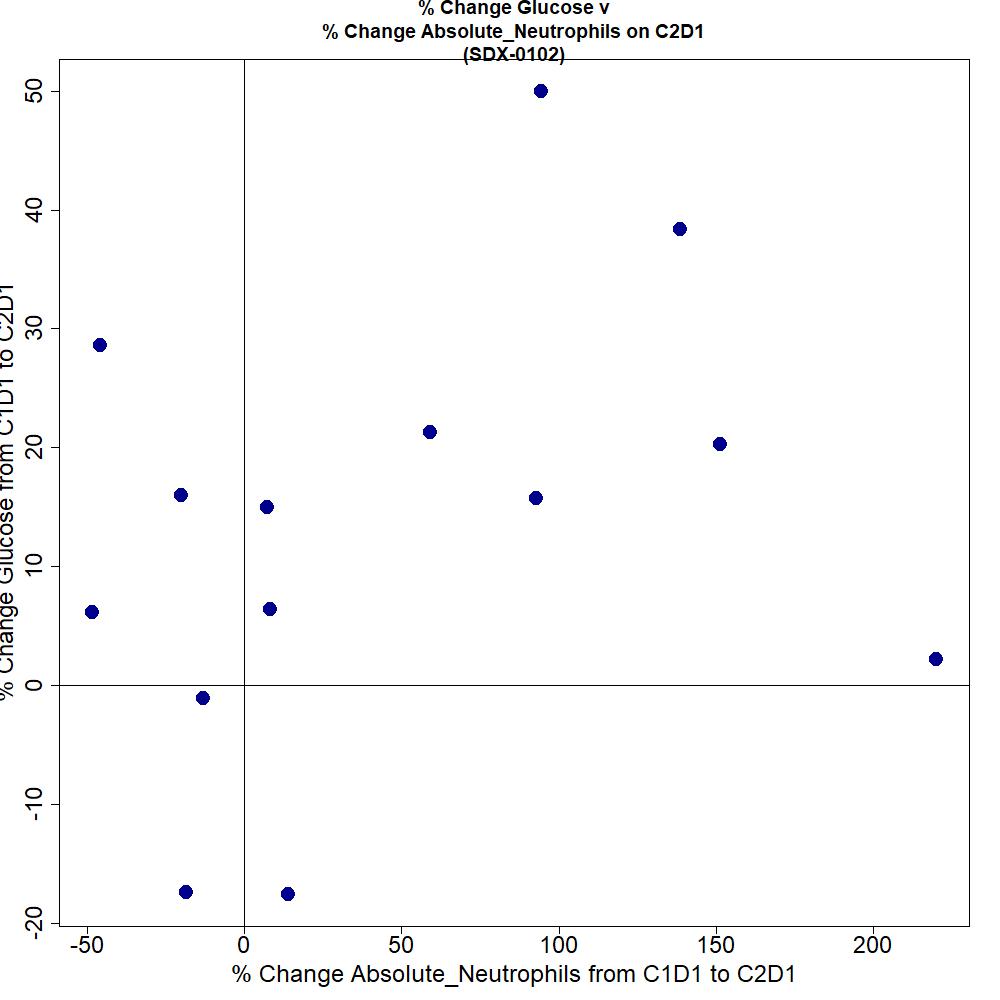 % Change Glucose v
% Change Absolute_Neutrophils on C2D1
(SDX-0102)
% Change Glucose from C1D1 to C2D1
50
40
30
20
10
0
-10
-20
-50 0 50 100 150 200
% Change Absolute_Neutrophils from C1D1 to C2D1